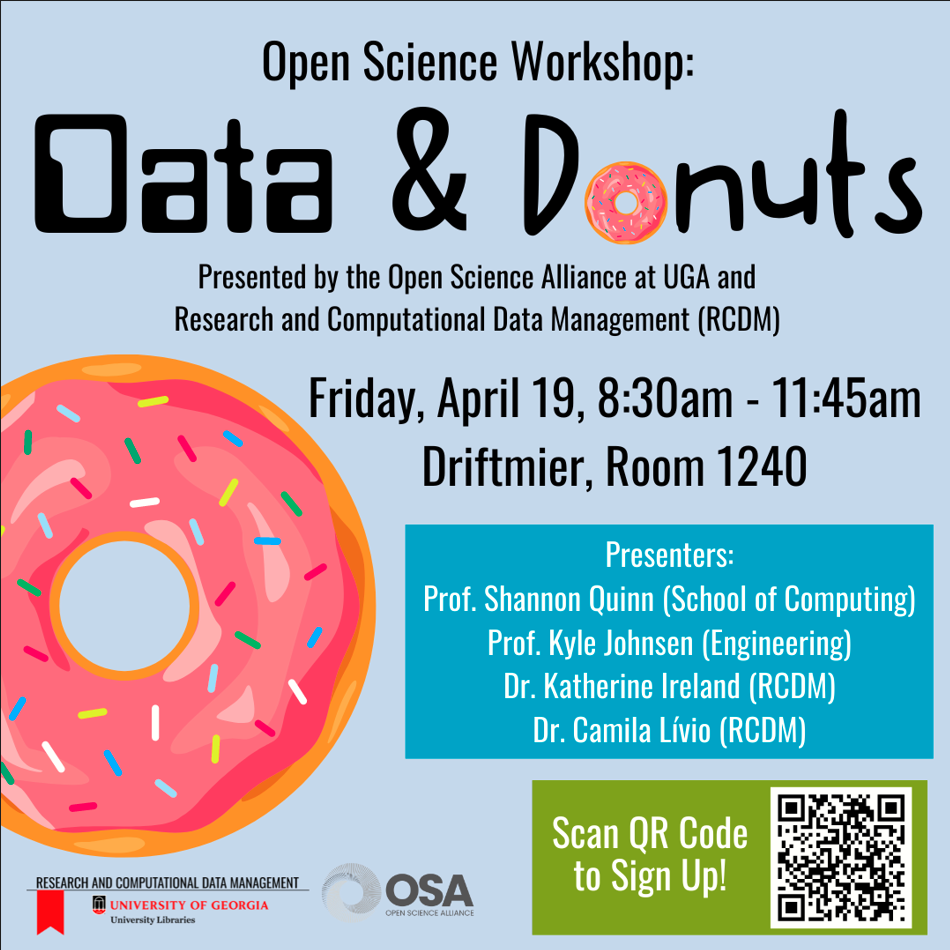 Open Science Workshop:
Data & Donuts
Presented by the Open Science Alliance at UGA and
Research and Computational Data Management (RCDM)
Friday, April 19, 8:30am - 11:45am
Driftmier, Room 1240
Presenters:
Prof. Shannon Quinn (School of Computing)
Prof. Kyle Johnsen (Engineering)
Dr. Katherine Ireland (RCDM)
Dr. Camila Lívio (RCDM)
Scan QR Code
to Sign Up!
RESEARCH AND COMPUTATIONAL DATA MANAGEMENT
UNIVERSITY OF GEORGIA
University Libraries
OSA
OPEN SCIENCE ALLIANCE